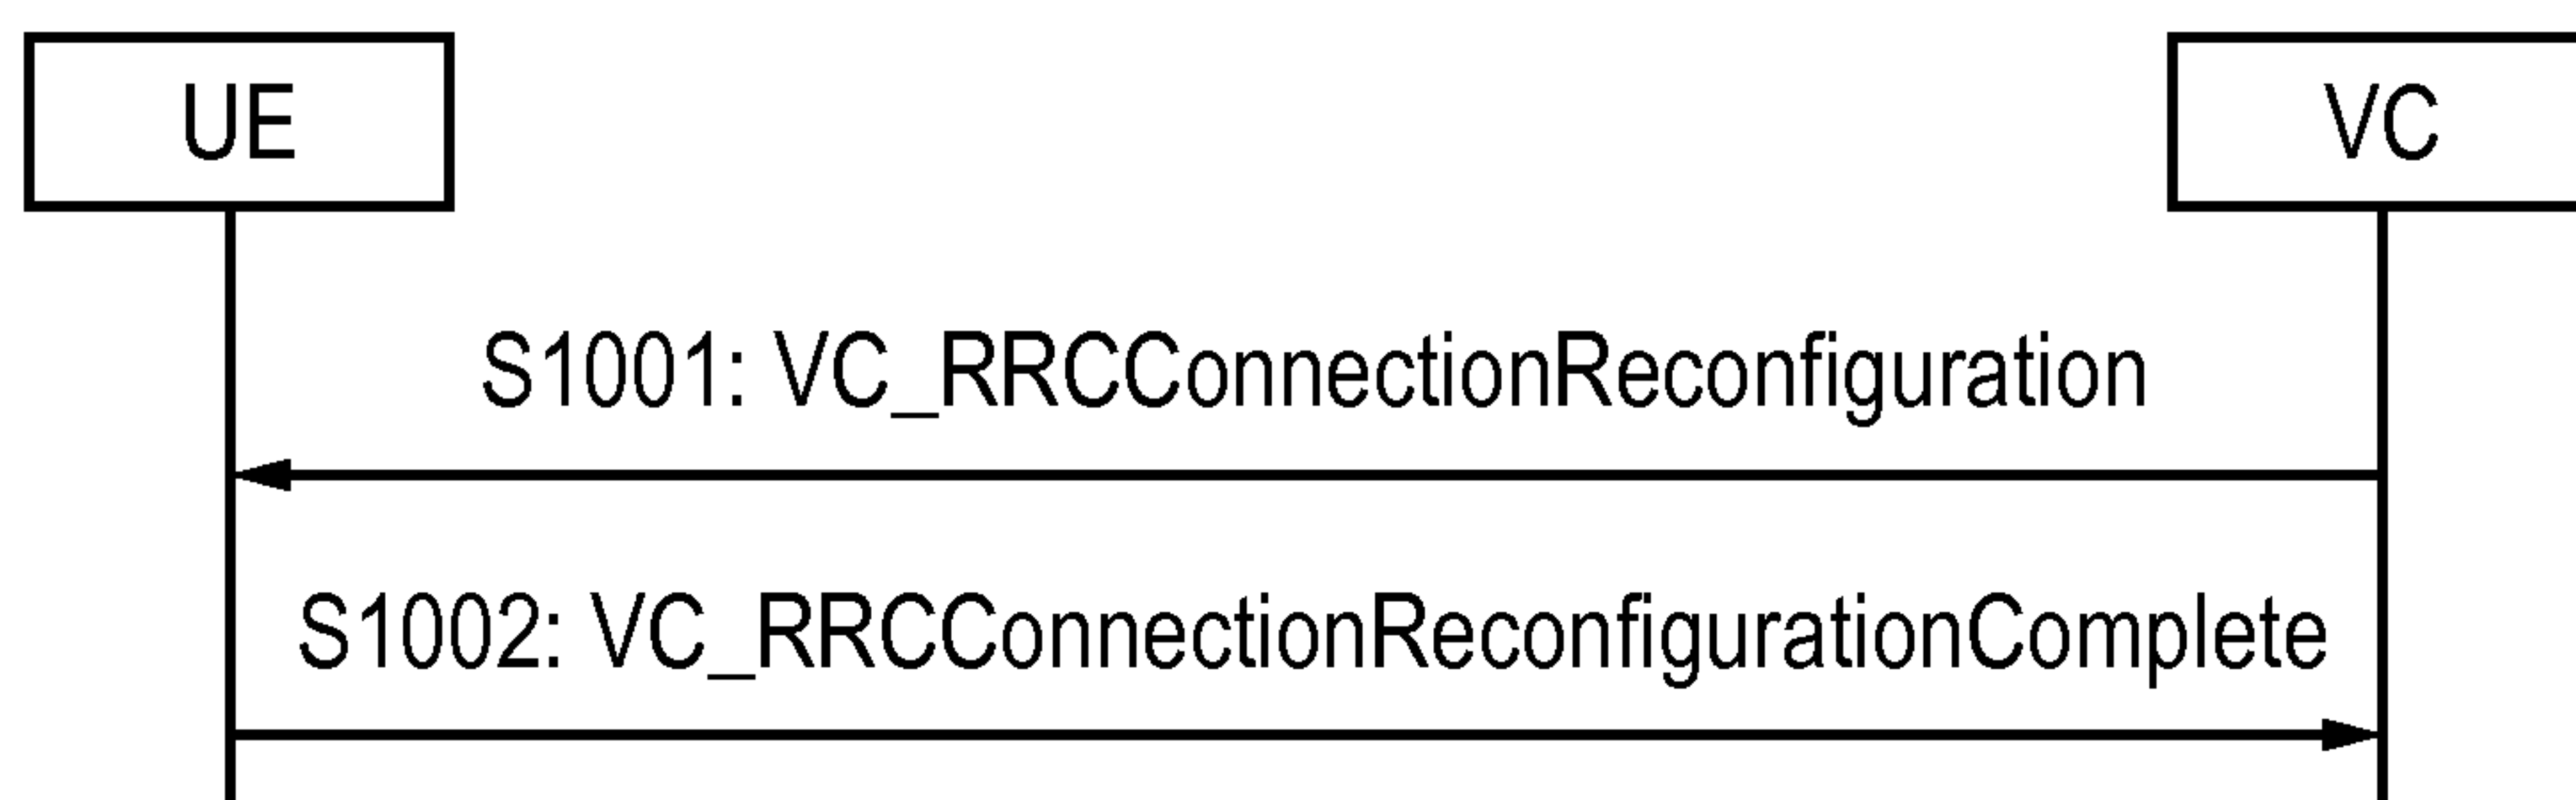 UE
VC
S1001: VC_RRCConnectionReconfiguration
S1002: VC_RRCConnectionReconfigurationComplete